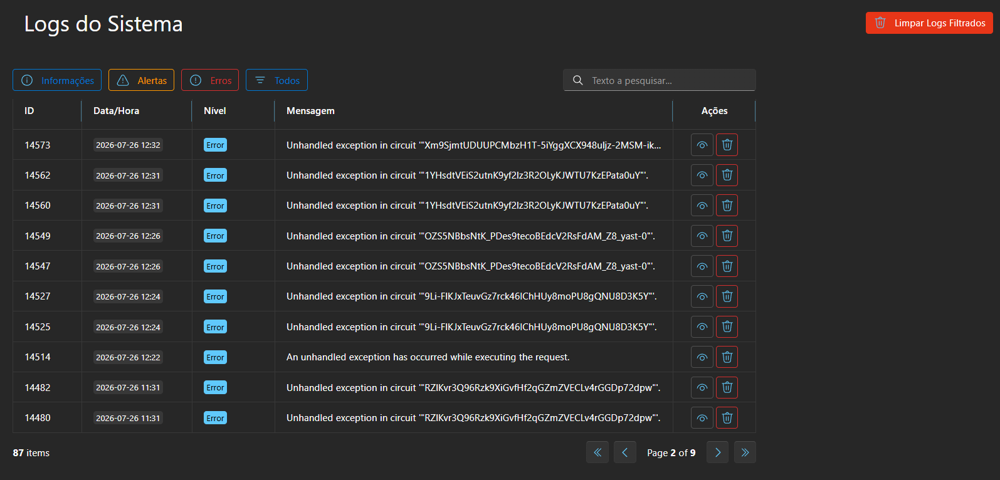 Logs do Sistema
Limpar Logs Filtrados
Informações Alertas Erros Todos Texto a pesquisar...
ID Data/Hora Nível Mensagem Ações
14573 2026-07-26 12:32 Error Unhandled exception in circuit '"Xm9SjmtUDUUPCMbzH1T-5iYggXCX948uljz-2MSM-ik...
14562 2026-07-26 12:31 Error Unhandled exception in circuit '"1YHsdtVEiS2utnK9yf2Iz3R2OLyKJWTU7KzEPata0uY"'.
14560 2026-07-26 12:31 Error Unhandled exception in circuit '"1YHsdtVEiS2utnK9yf2Iz3R2OLyKJWTU7KzEPata0uY"'.
14549 2026-07-26 12:26 Error Unhandled exception in circuit '"OZS5NBbsNtK_PDes9tecoBEdcV2RsFdAM_Z8_yast-0"'.
14547 2026-07-26 12:26 Error Unhandled exception in circuit '"OZS5NBbsNtK_PDes9tecoBEdcV2RsFdAM_Z8_yast-0"'.
14527 2026-07-26 12:24 Error Unhandled exception in circuit '"9Li-FIKJxTeuvGz7rck46lChHUy8moPU8gQNU8D3K5Y"'.
14525 2026-07-26 12:24 Error Unhandled exception in circuit '"9Li-FIKJxTeuvGz7rck46lChHUy8moPU8gQNU8D3K5Y"'.
14514 2026-07-26 12:22 Error An unhandled exception has occurred while executing the request.
14482 2026-07-26 11:31 Error Unhandled exception in circuit '"RZIKvr3Q96Rzk9XiGvfHf2qGZmZVECLv4rGGDp72dpw"'.
14480 2026-07-26 11:31 Error Unhandled exception in circuit '"RZIKvr3Q96Rzk9XiGvfHf2qGZmZVECLv4rGGDp72dpw"'.
87 items Page 2 of 9